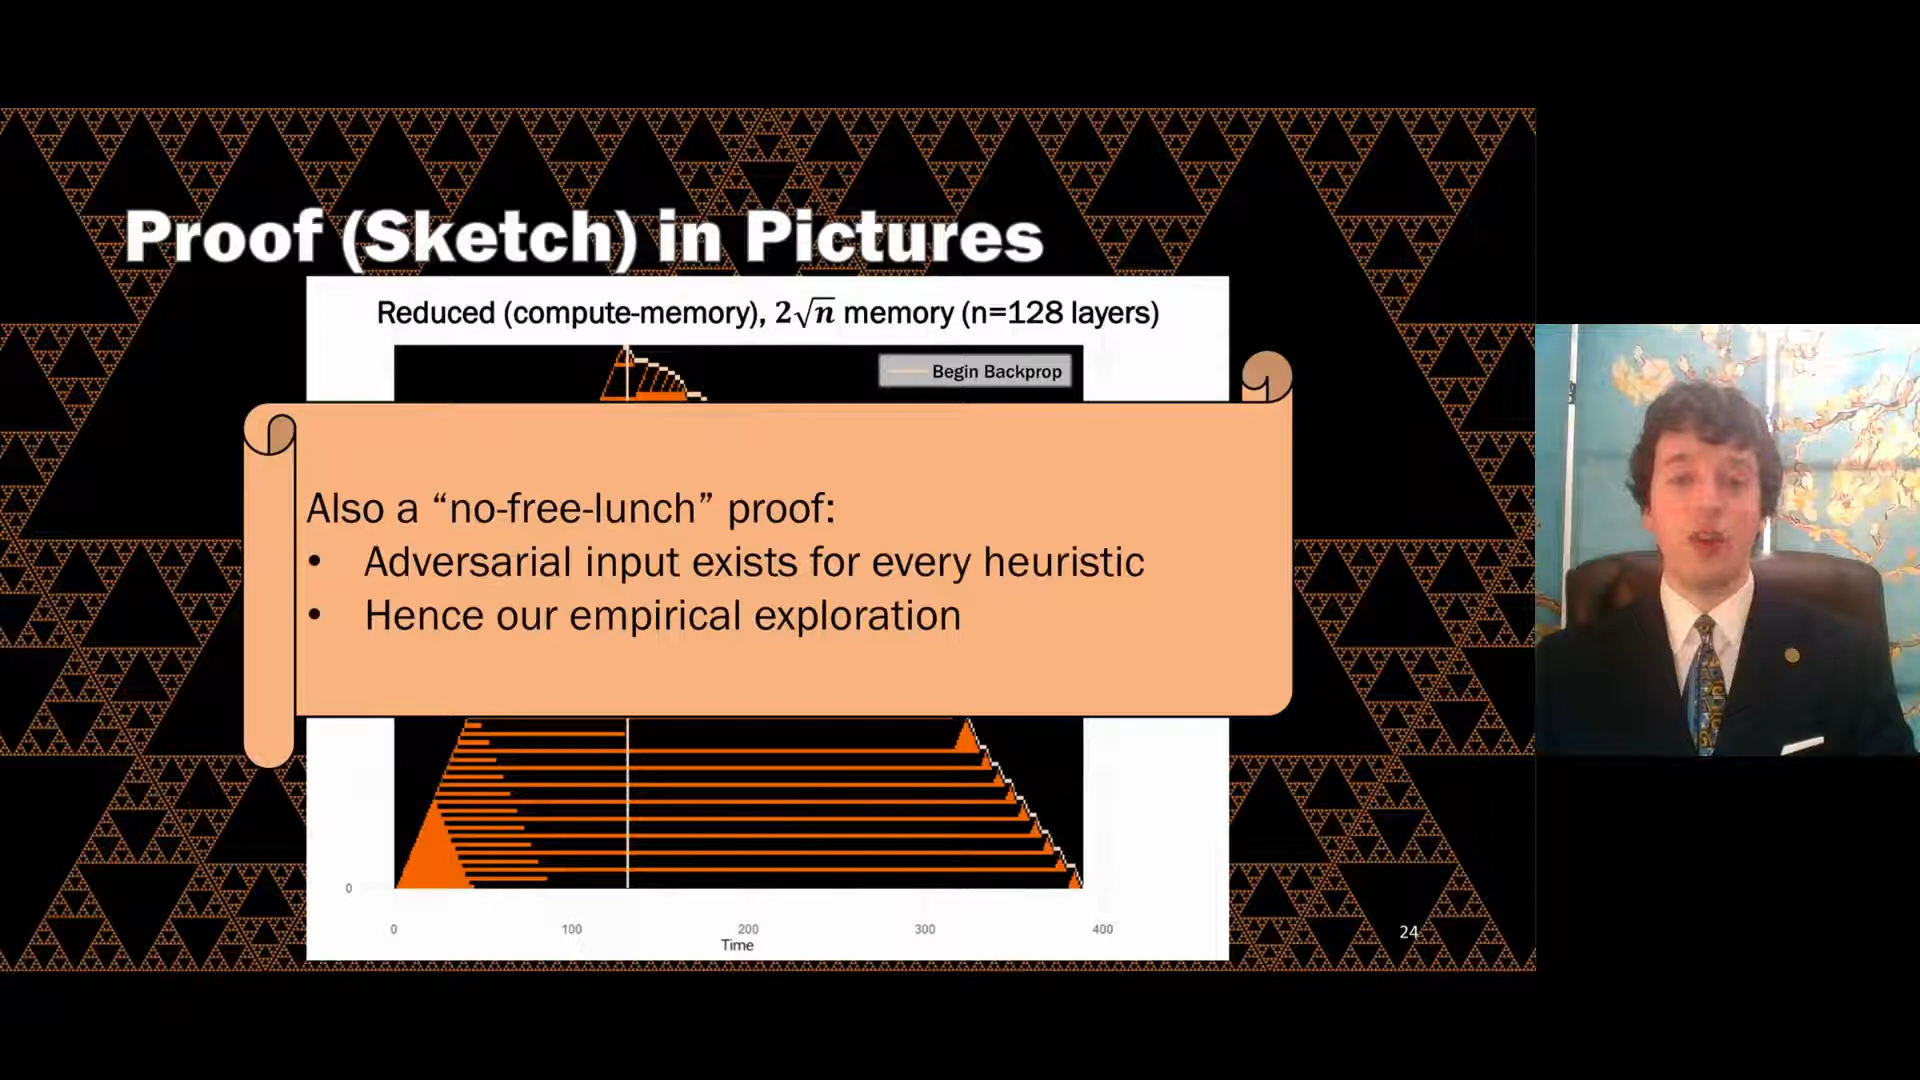 Proof (Sketch) in Pictures
Reduced (compute-memory), 2√n memory (n=128 layers)
Begin Backprop
Also a “no-free-lunch” proof:
• Adversarial input exists for every heuristic
• Hence our empirical exploration
0
0 100 200 300 400
Time
24